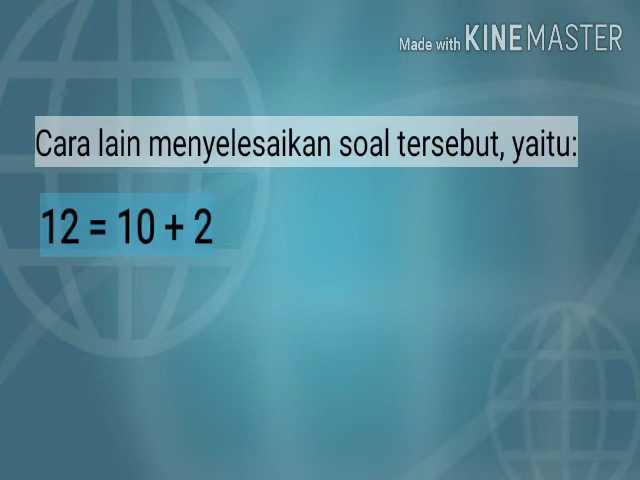 Made with KINEMASTER
Cara lain menyelesaikan soal tersebut, yaitu:
12 = 10 + 2